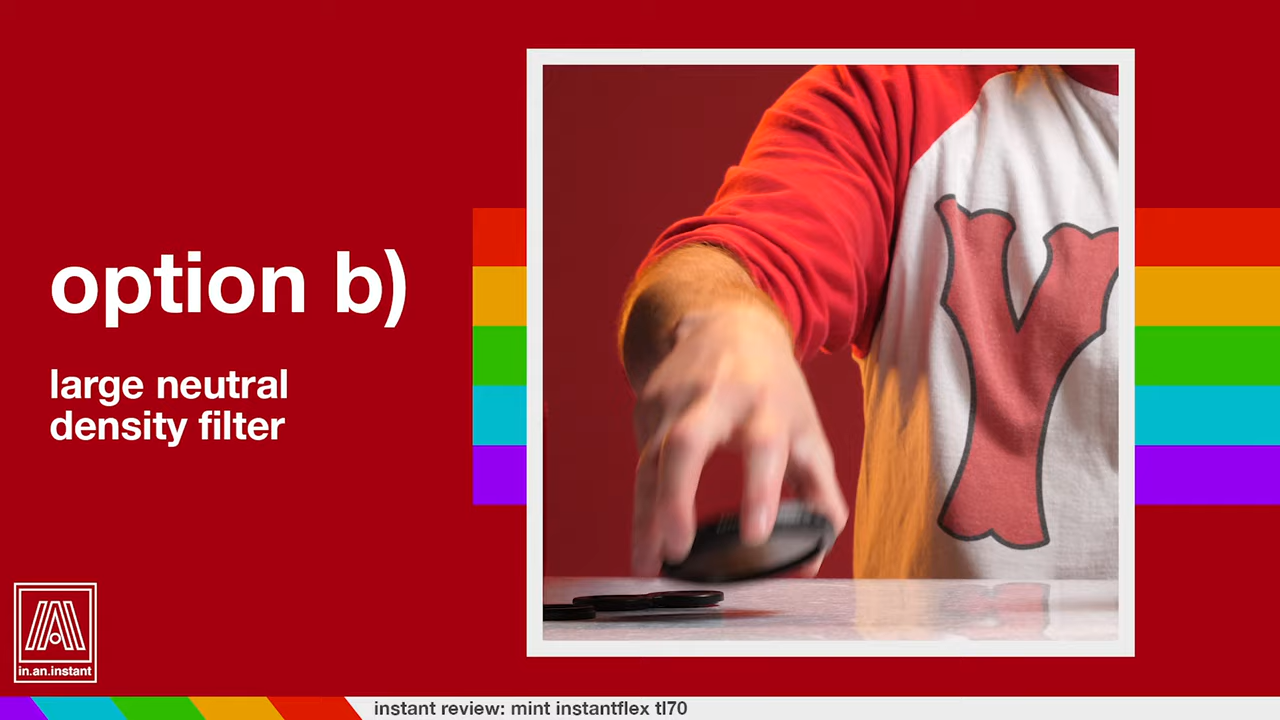 option b)
large neutral
density filter
Y
in.an.instant
instant review: mint instantflex tl70